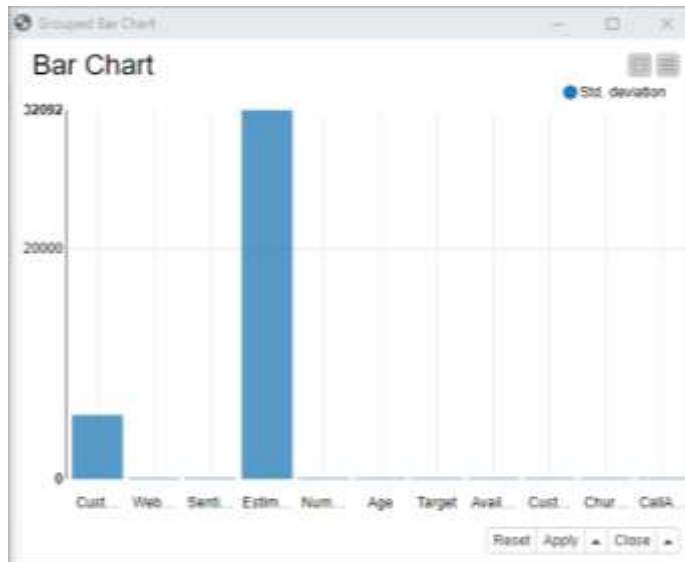 Grouped Bar Chart
Bar Chart
Std. deviation
32092
20000
0
Cust... Web... Senti... Estim... Num... Age Target Avail... Cust... Chur... CallA...
Reset Apply Close